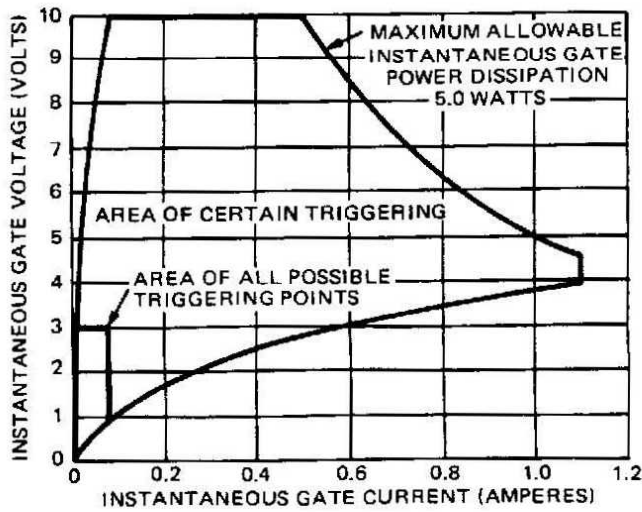 INSTANTANEOUS GATE VOLTAGE (VOLTS)
10
9
8
7
6
5
4
3
2
1
0
MAXIMUM ALLOWABLE
INSTANTANEOUS GATE
POWER DISSIPATION
5.0 WATTS
AREA OF CERTAIN TRIGGERING
AREA OF ALL POSSIBLE
TRIGGERING POINTS
0 0.2 0.4 0.6 0.8 1.0 1.2
INSTANTANEOUS GATE CURRENT (AMPERES)